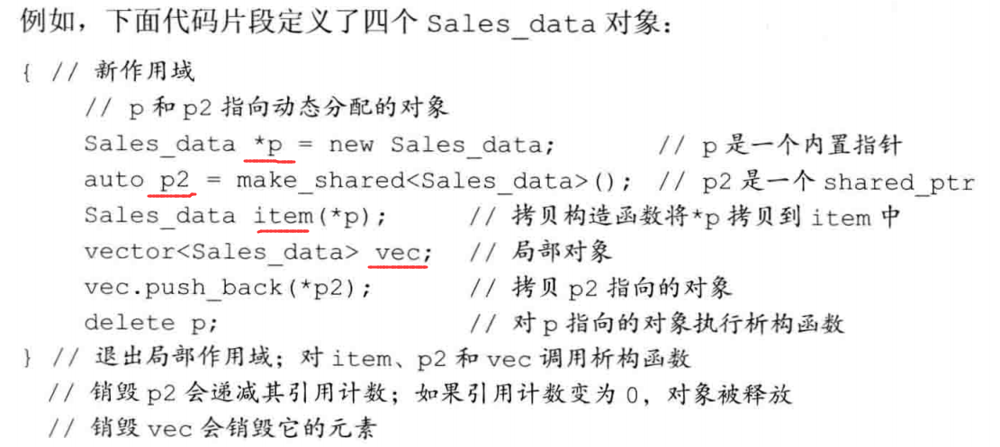 例如，下面代码片段定义了四个 Sales_data 对象：
{ // 新作用域
// p 和 p2 指向动态分配的对象
Sales_data *p = new Sales_data; // p 是一个内置指针
auto p2 = make_shared<Sales_data>(); // p2 是一个 shared_ptr
Sales_data item(*p); // 拷贝构造函数将*p 拷贝到 item 中
vector<Sales_data> vec; // 局部对象
vec.push_back(*p2); // 拷贝 p2 指向的对象
delete p; // 对 p 指向的对象执行析构函数
} // 退出局部作用域；对 item、p2 和 vec 调用析构函数
// 销毁 p2 会递减其引用计数；如果引用计数变为 0，对象被释放
// 销毁 vec 会销毁它的元素